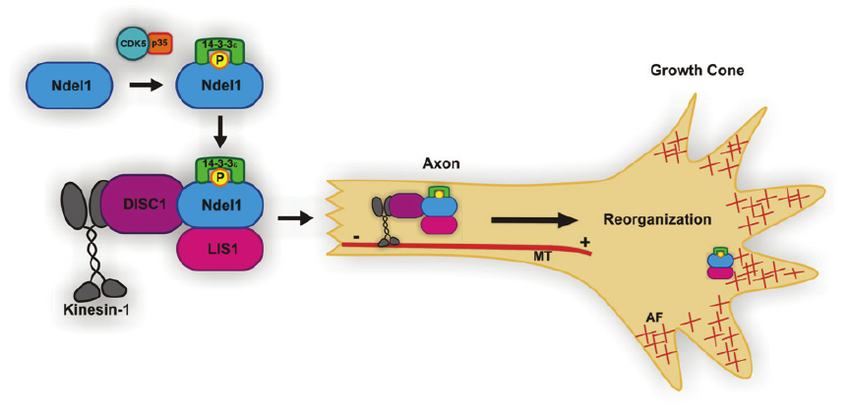 CDK5
p35
Ndel1
14-3-3ε
P
Ndel1
14-3-3ε
P
DISC1
Ndel1
LIS1
Kinesin-1
Axon
-
+
MT
Growth Cone
Reorganization
AF